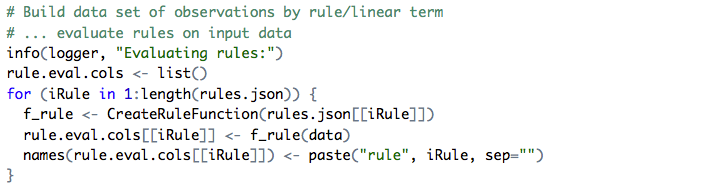 # Build data set of observations by rule/linear term
# ... evaluate rules on input data
info(logger, "Evaluating rules:")
rule.eval.cols <- list()
for (iRule in 1:length(rules.json)) {
  f_rule <- CreateRuleFunction(rules.json[[iRule]])
  rule.eval.cols[[iRule]] <- f_rule(data)
  names(rule.eval.cols[[iRule]]) <- paste("rule", iRule, sep="")
}